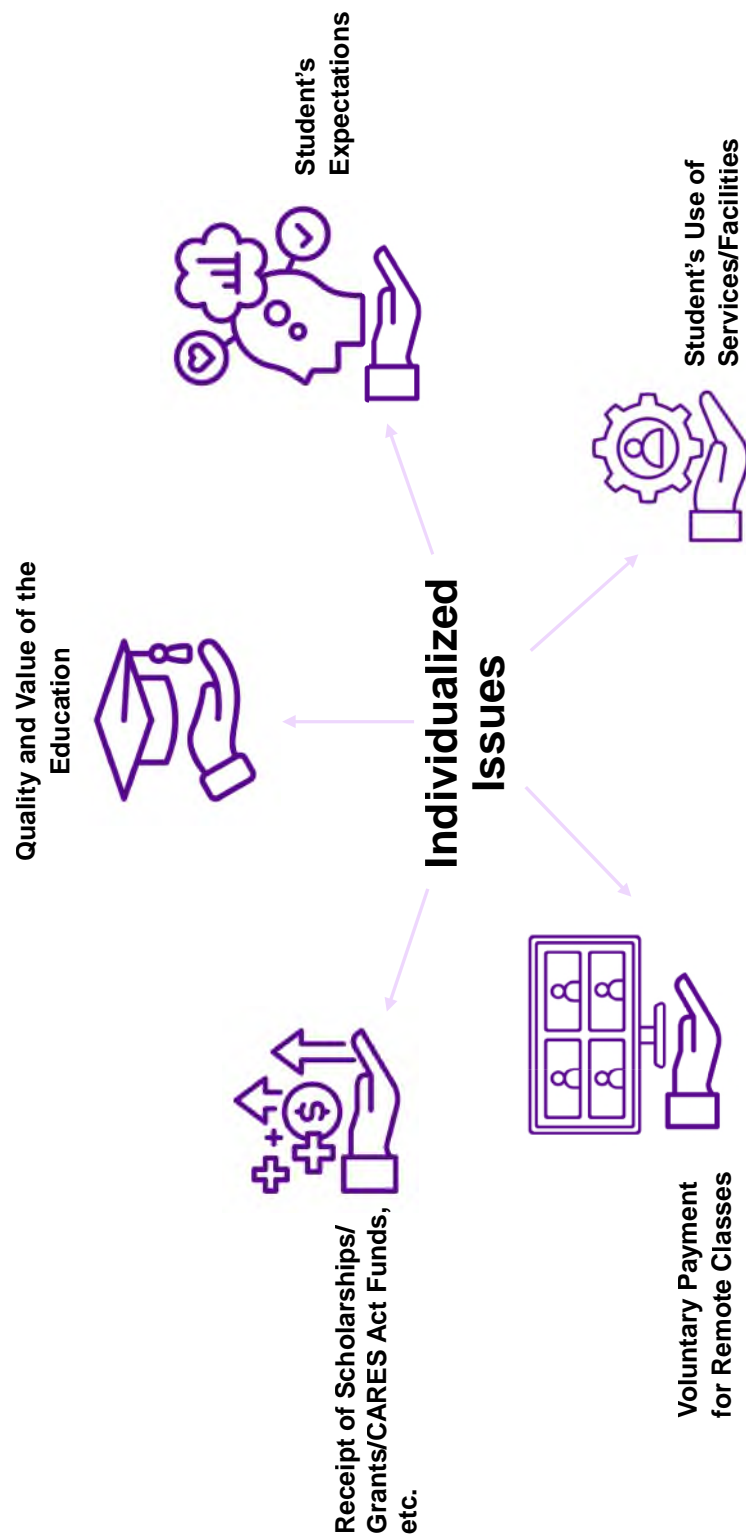 Quality and Value of the
Education
Receipt of Scholarships/
Grants/CARES Act Funds,
etc.
Student's
Expectations
Individualized
Issues
Voluntary Payment
for Remote Classes
Student's Use of
Services/Facilities
$